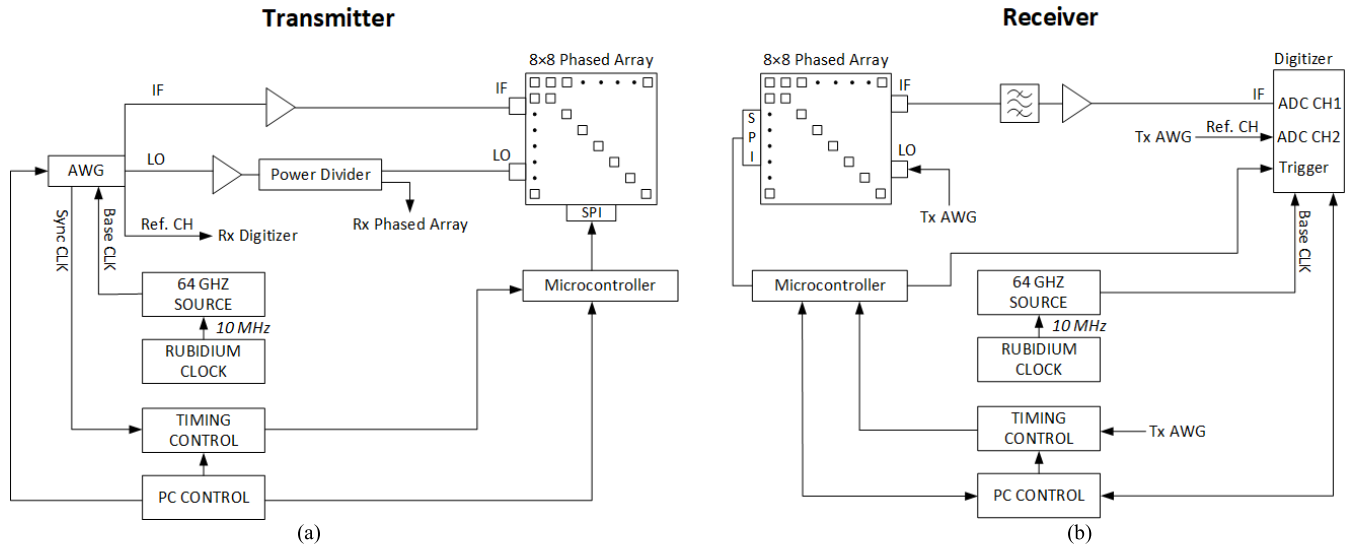 Transmitter
8×8 Phased Array
IF
IF
LO
LO
AWG
Power Divider
Rx Phased Array
SPI
Sync CLK
Base CLK
Ref. CH
Rx Digitizer
64 GHZ
SOURCE
10 MHz
RUBIDIUM
CLOCK
Microcontroller
TIMING
CONTROL
PC CONTROL
(a)
Receiver
8×8 Phased Array
Digitizer
IF
IF
ADC CH1
S
P
I
Tx AWG
Ref. CH
ADC CH2
LO
Trigger
Tx AWG
Base CLK
Microcontroller
64 GHZ
SOURCE
10 MHz
RUBIDIUM
CLOCK
TIMING
CONTROL
Tx AWG
PC CONTROL
(b)